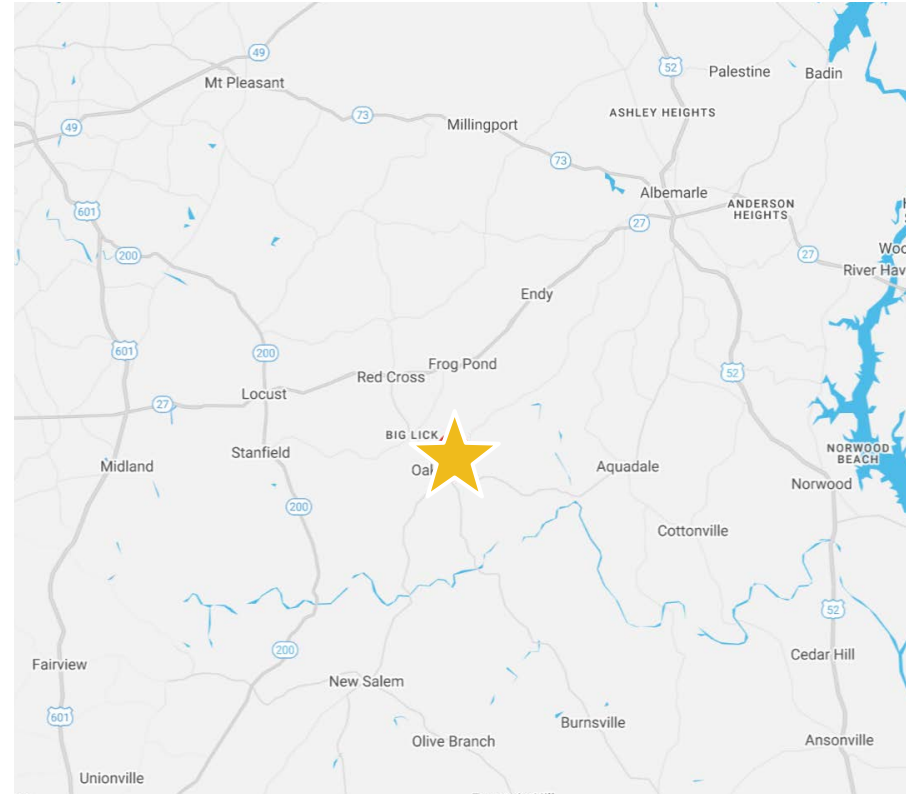 49
Mt Pleasant
52
Palestine
Badin
ASHLEY HEIGHTS
73
Millingport
49
73
Albemarle
ANDERSON
HEIGHTS
601
27
200
27
Woo
River Hav
Endy
601
200
Frog Pond
Red Cross
52
Locust
27
BIG LICK
Stanfield
Midland
Oak
Aquadale
NORWOOD
BEACH
Norwood
200
Cottonville
52
200
Cedar Hill
Fairview
New Salem
601
Burnsville
Olive Branch
Ansonville
Unionville